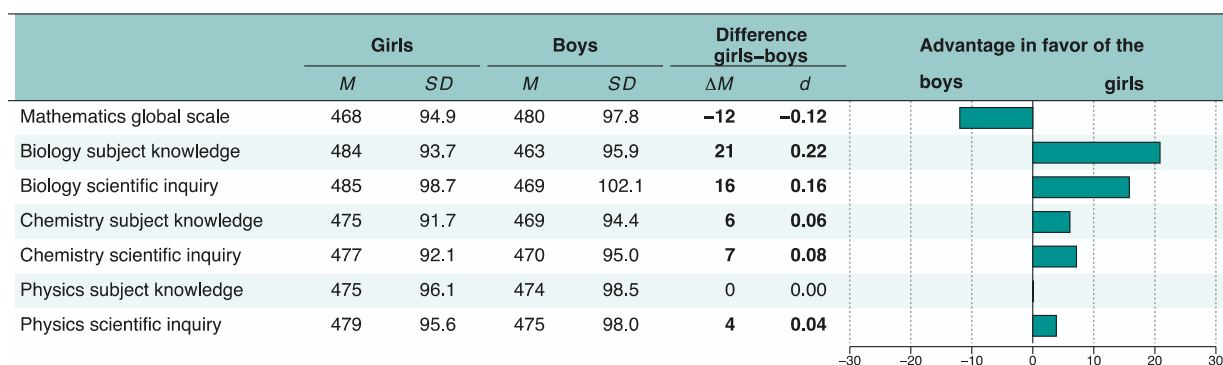 Girls Boys Difference girls–boys Advantage in favor of the
M SD M SD ΔM d boys girls
Mathematics global scale 468 94.9 480 97.8 –12 –0.12
Biology subject knowledge 484 93.7 463 95.9 21 0.22
Biology scientific inquiry 485 98.7 469 102.1 16 0.16
Chemistry subject knowledge 475 91.7 469 94.4 6 0.06
Chemistry scientific inquiry 477 92.1 470 95.0 7 0.08
Physics subject knowledge 475 96.1 474 98.5 0 0.00
Physics scientific inquiry 479 95.6 475 98.0 4 0.04
–30 –20 –10 0 10 20 30